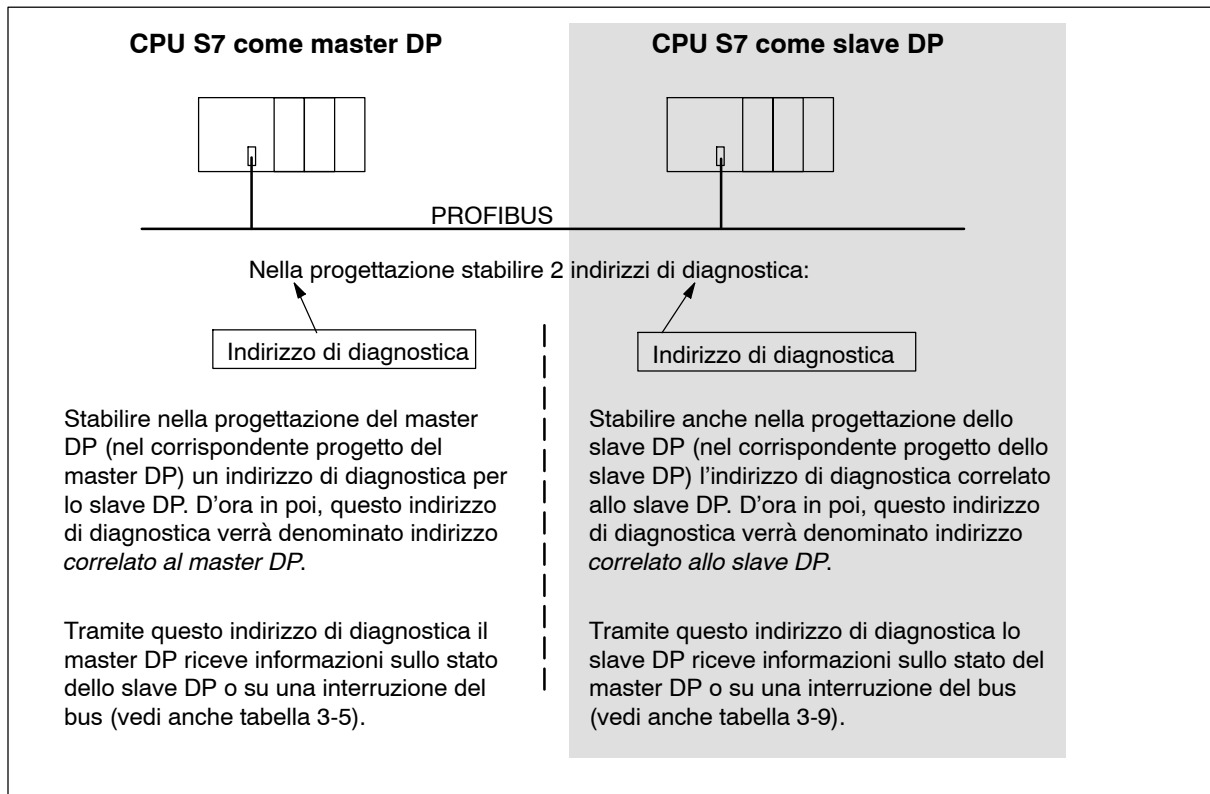 CPU S7 come master DP
CPU S7 come slave DP
PROFIBUS
Nella progettazione stabilire 2 indirizzi di diagnostica:
Indirizzo di diagnostica
Indirizzo di diagnostica
Stabilire nella progettazione del master
DP (nel corrispondente progetto del
master DP) un indirizzo di diagnostica per
lo slave DP. D’ora in poi, questo indirizzo
di diagnostica verrà denominato indirizzo
correlato al master DP.
Tramite questo indirizzo di diagnostica il
master DP riceve informazioni sullo stato
dello slave DP o su una interruzione del
bus (vedi anche tabella 3-5).
Stabilire anche nella progettazione dello
slave DP (nel corrispondente progetto dello
slave DP) l’indirizzo di diagnostica correlato
allo slave DP. D’ora in poi, questo indirizzo
di diagnostica verrà denominato indirizzo
correlato allo slave DP.
Tramite questo indirizzo di diagnostica lo
slave DP riceve informazioni sullo stato del
master DP o su una interruzione del bus
(vedi anche tabella 3-9).